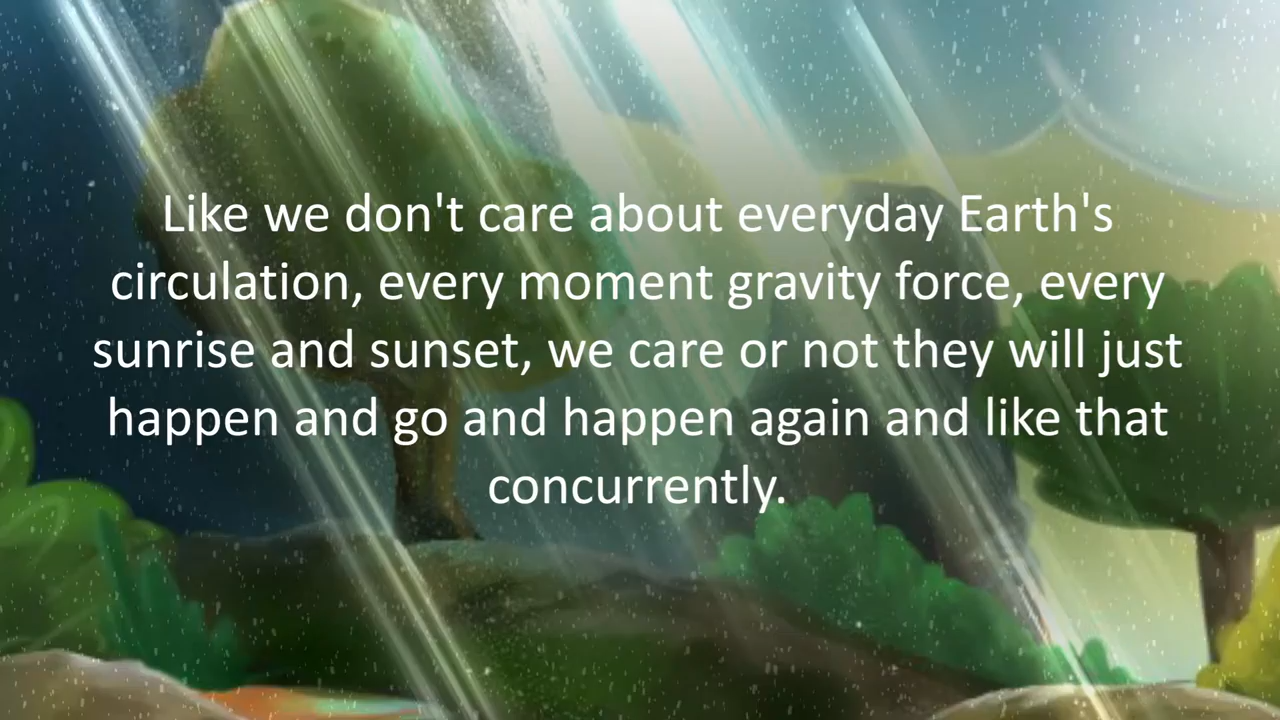 Like we don't care about everyday Earth's
circulation, every moment gravity force, every
sunrise and sunset, we care or not they will just
happen and go and happen again and like that
concurrently.